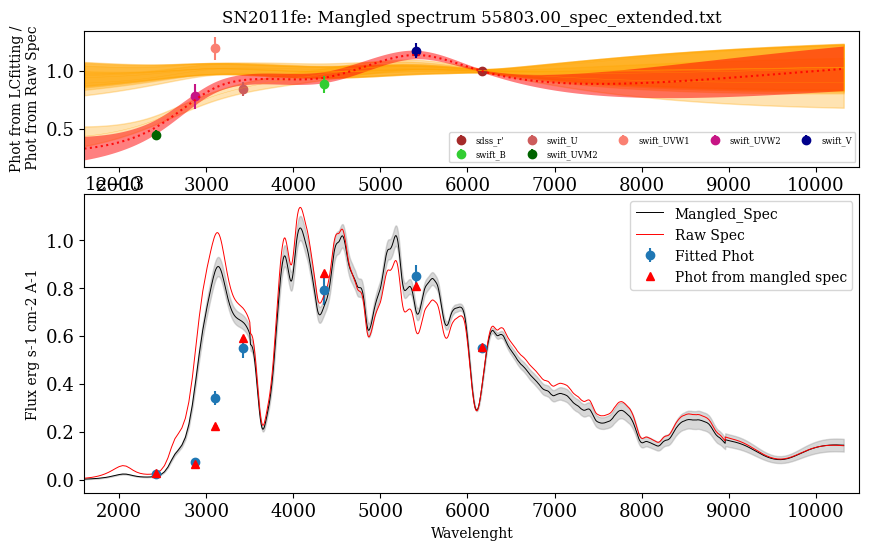 SN2011fe: Mangled spectrum 55803.00_spec_extended.txt
Phot from LCfitting /
Phot from Raw Spec
1.0
0.5
sdss_r'
swift_U
swift_UVW1
swift_UVW2
swift_V
swift_B
swift_UVM2
2000 3000 4000 5000 6000 7000 8000 9000 10000
1e−13
Flux erg s-1 cm-2 A-1
1.0
0.8
0.6
0.4
0.2
0.0
Mangled_Spec
Raw Spec
Fitted Phot
Phot from mangled spec
2000 3000 4000 5000 6000 7000 8000 9000 10000
Wavelenght